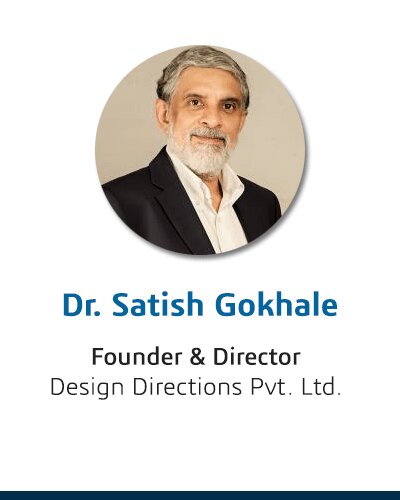 Dr. Satish Gokhale
Founder & Director
Design Directions Pvt. Ltd.